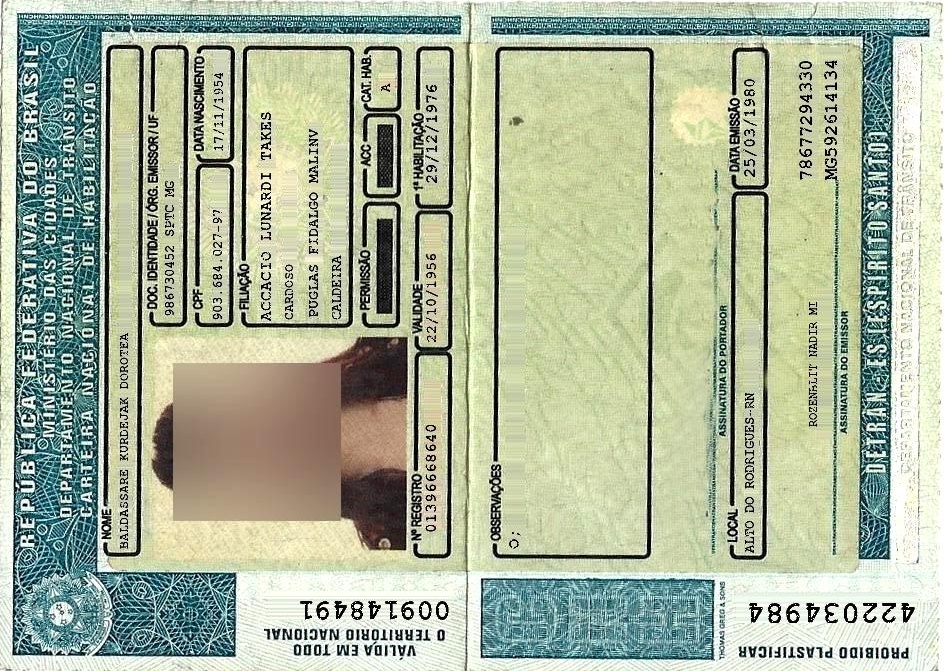 REPÚBLICA FEDERATIVA DO BRASIL
MINISTÉRIO DAS CIDADES
DEPARTAMENTO NACIONAL DE TRÂNSITO
CARTEIRA NACIONAL DE HABILITAÇÃO
NOME
BALDASSARE KURDEJAK DOROTEA
DOC. IDENTIDADE / ÓRG. EMISSOR / UF
986730452 SPTC MG
CPF
903.684.027-97
DATA NASCIMENTO
17/11/1954
FILIAÇÃO
ACCACIO LUNARDI TAKES
CARDOSO
PUGLAS FIDALGO MALINV
CALDEIRA
PERMISSÃO
ACC
CAT. HAB.
A
Nº REGISTRO
01396668640
VALIDADE
22/10/1956
1ª HABILITAÇÃO
29/12/1976
VÁLIDA EM TODO
O TERRITÓRIO NACIONAL
009148491
OBSERVAÇÕES
O;
ASSINATURA DO PORTADOR
LOCAL
ALTO DO RODRIGUES-RN
DATA EMISSÃO
25/03/1980
78677294330
MG592614134
ROZENHLIT NADIR MI
ASSINATURA DO EMISSOR
DETRAN-ES (ESPÍRITO SANTO)
DEPARTAMENTO NACIONAL DE TRÂNSITO
THOMAS GREG & SONS
PROIBIDO PLASTIFICAR
422034984